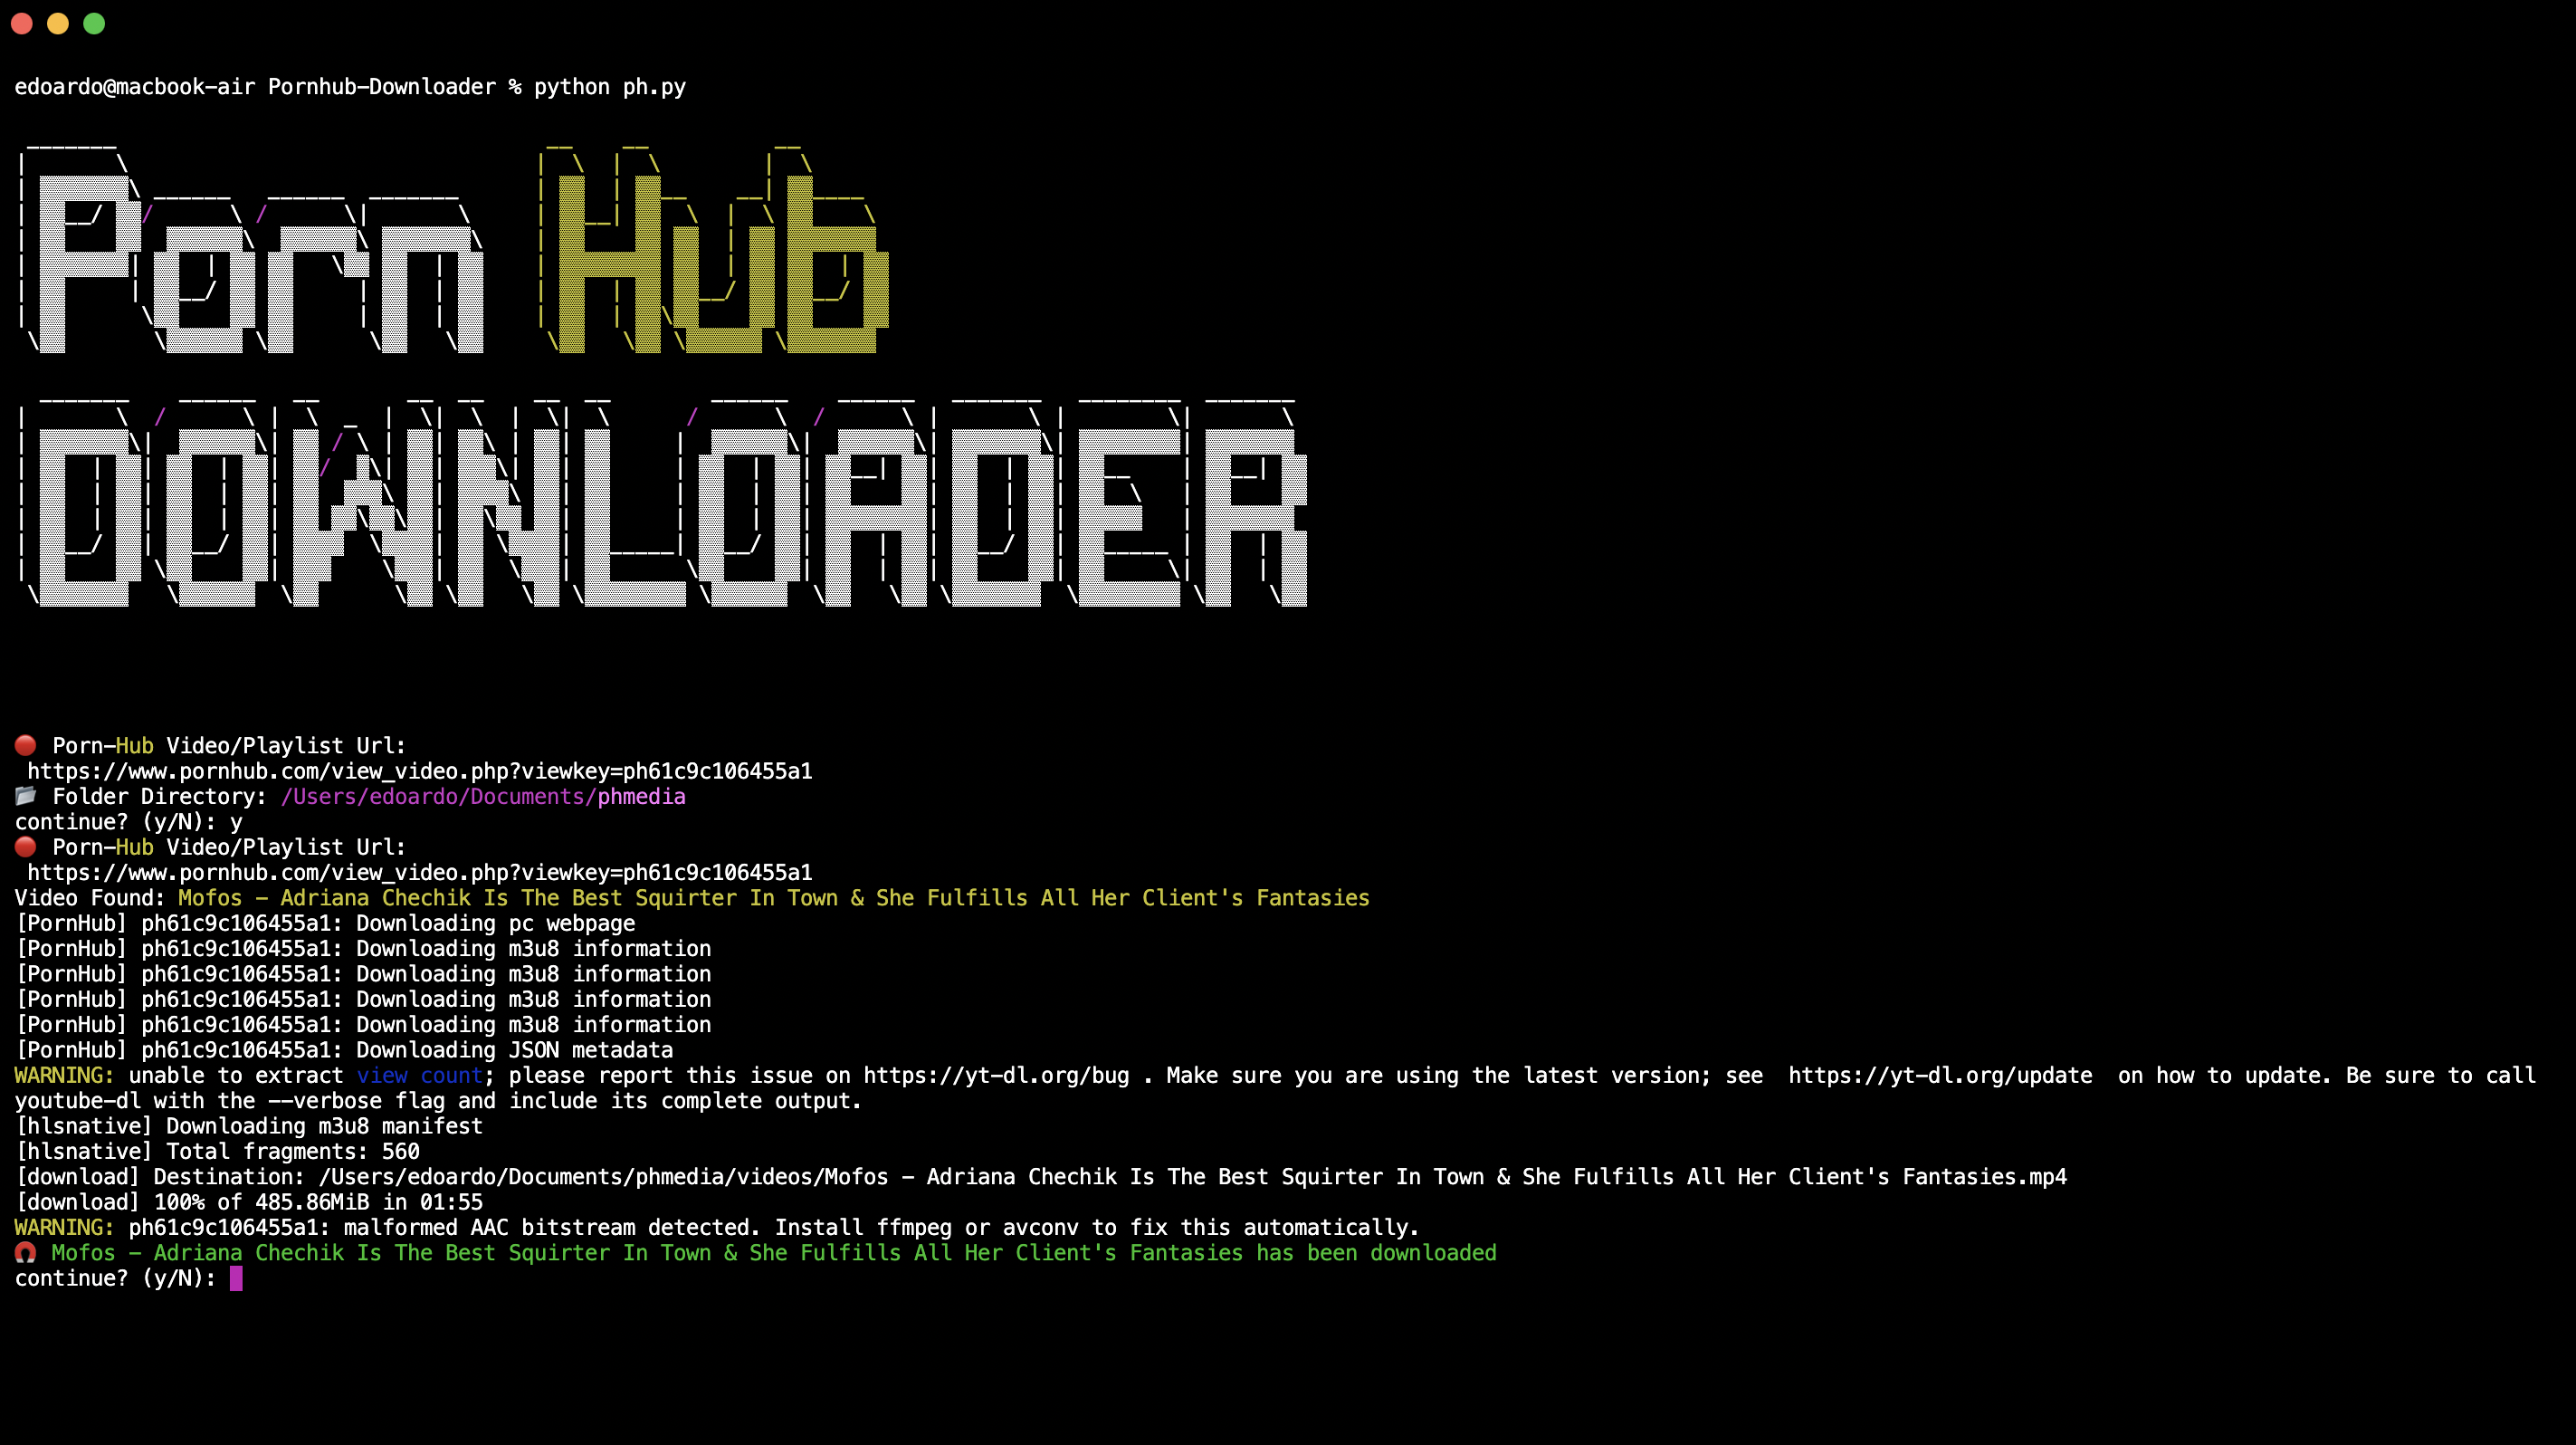 edoardo@macbook-air Pornhub-Downloader % python ph.py
Porn Hub
DOWNLOADER
🔴 Porn-Hub Video/Playlist Url:
https://www.pornhub.com/view_video.php?viewkey=ph61c9c106455a1
📂 Folder Directory: /Users/edoardo/Documents/phmedia
continue? (y/N): y
🔴 Porn-Hub Video/Playlist Url:
https://www.pornhub.com/view_video.php?viewkey=ph61c9c106455a1
Video Found: Mofos - Adriana Chechik Is The Best Squirter In Town & She Fulfills All Her Client's Fantasies
[PornHub] ph61c9c106455a1: Downloading pc webpage
[PornHub] ph61c9c106455a1: Downloading m3u8 information
[PornHub] ph61c9c106455a1: Downloading m3u8 information
[PornHub] ph61c9c106455a1: Downloading m3u8 information
[PornHub] ph61c9c106455a1: Downloading m3u8 information
[PornHub] ph61c9c106455a1: Downloading JSON metadata
WARNING: unable to extract view count; please report this issue on https://yt-dl.org/bug . Make sure you are using the latest version; see  https://yt-dl.org/update  on how to update. Be sure to call
youtube-dl with the --verbose flag and include its complete output.
[hlsnative] Downloading m3u8 manifest
[hlsnative] Total fragments: 560
[download] Destination: /Users/edoardo/Documents/phmedia/videos/Mofos - Adriana Chechik Is The Best Squirter In Town & She Fulfills All Her Client's Fantasies.mp4
[download] 100% of 485.86MiB in 01:55
WARNING: ph61c9c106455a1: malformed AAC bitstream detected. Install ffmpeg or avconv to fix this automatically.
🧲 Mofos - Adriana Chechik Is The Best Squirter In Town & She Fulfills All Her Client's Fantasies has been downloaded
continue? (y/N):